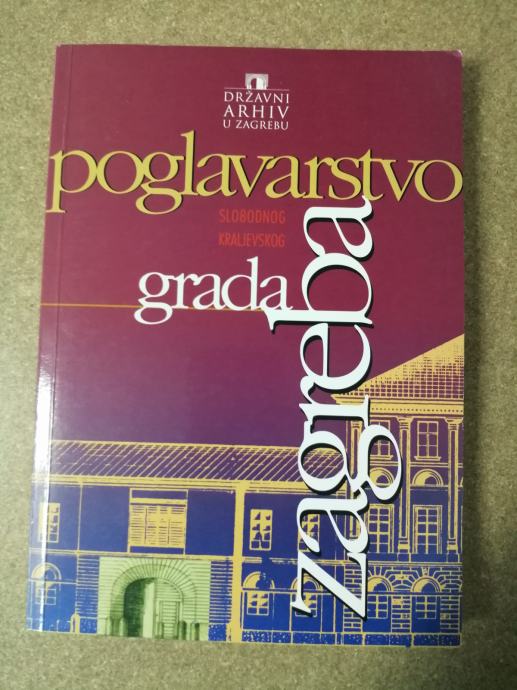 DRŽAVNI
ARHIV
U ZAGREBU
poglavarstvo
SLOBODNOG
KRALJEVSKOG
grada
zagreba